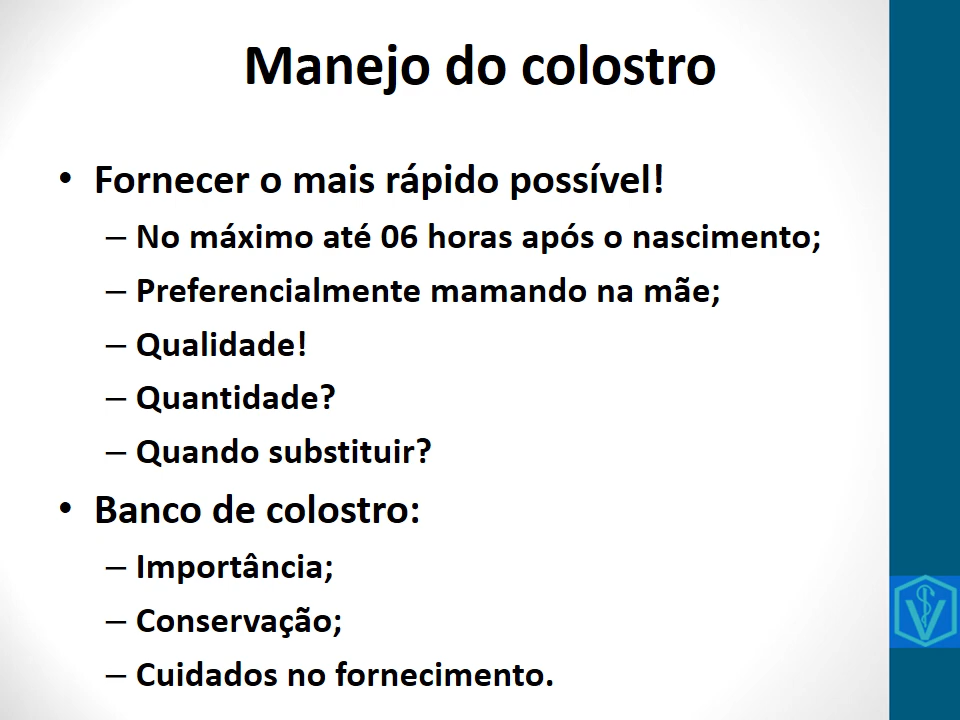 Manejo do colostro
• Fornecer o mais rápido possível!
– No máximo até 06 horas após o nascimento;
– Preferencialmente mamando na mãe;
– Qualidade!
– Quantidade?
– Quando substituir?
• Banco de colostro:
– Importância;
– Conservação;
– Cuidados no fornecimento.
V